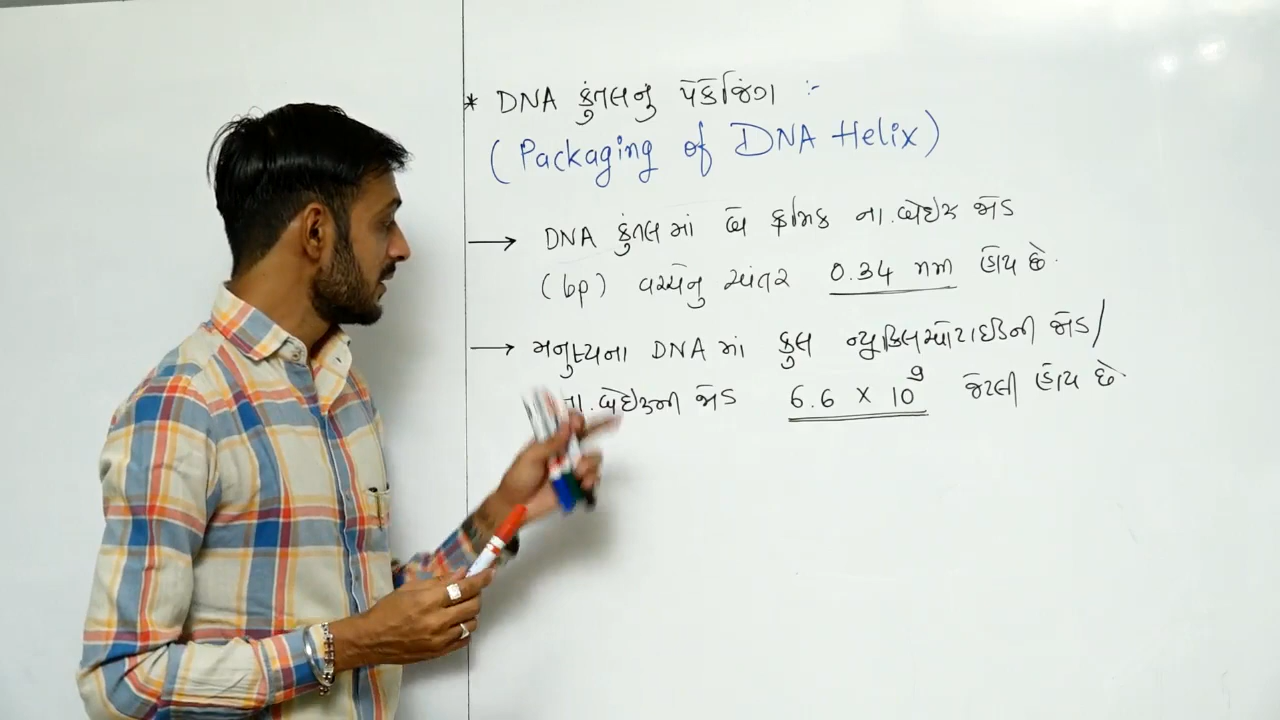 * DNA કુંતલનું પૅકેજિંગ :-
(Packaging of DNA Helix)
→ DNA કુંતલમાં બે ક્રમિક ના.બેઇઝ જોડ
(bp) વચ્ચેનું અંતર 0.34 nm હોય છે.
→ મનુષ્યના DNA માં કુલ ન્યુક્લિઓટાઇડની જોડ/
ના.બેઇઝની જોડ 6.6 × 10⁹ જેટલી હોય છે.